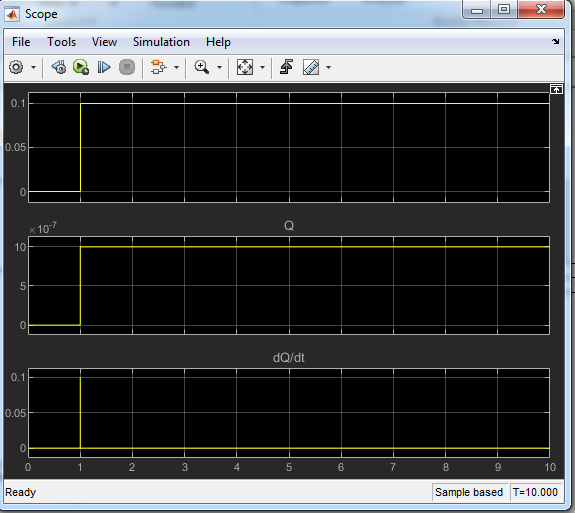 Scope
File Tools View Simulation Help
0.1
0.05
0
×10-7
Q
10
5
0
dQ/dt
0.1
0.05
0
0 1 2 3 4 5 6 7 8 9 10
Ready Sample based T=10.000